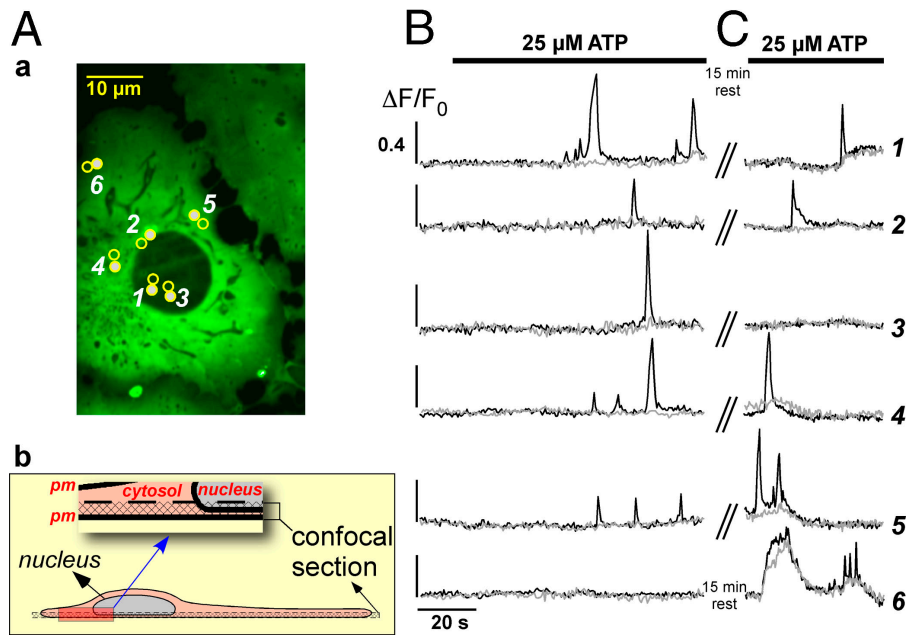 A
B
C
a
10 µm
6
5
2
4
1
3
25 µM ATP
15 min
rest
25 µM ATP
ΔF/F0
0.4
1
2
3
4
5
6
15 min
rest
20 s
b
pm
cytosol
nucleus
pm
confocal
section
nucleus